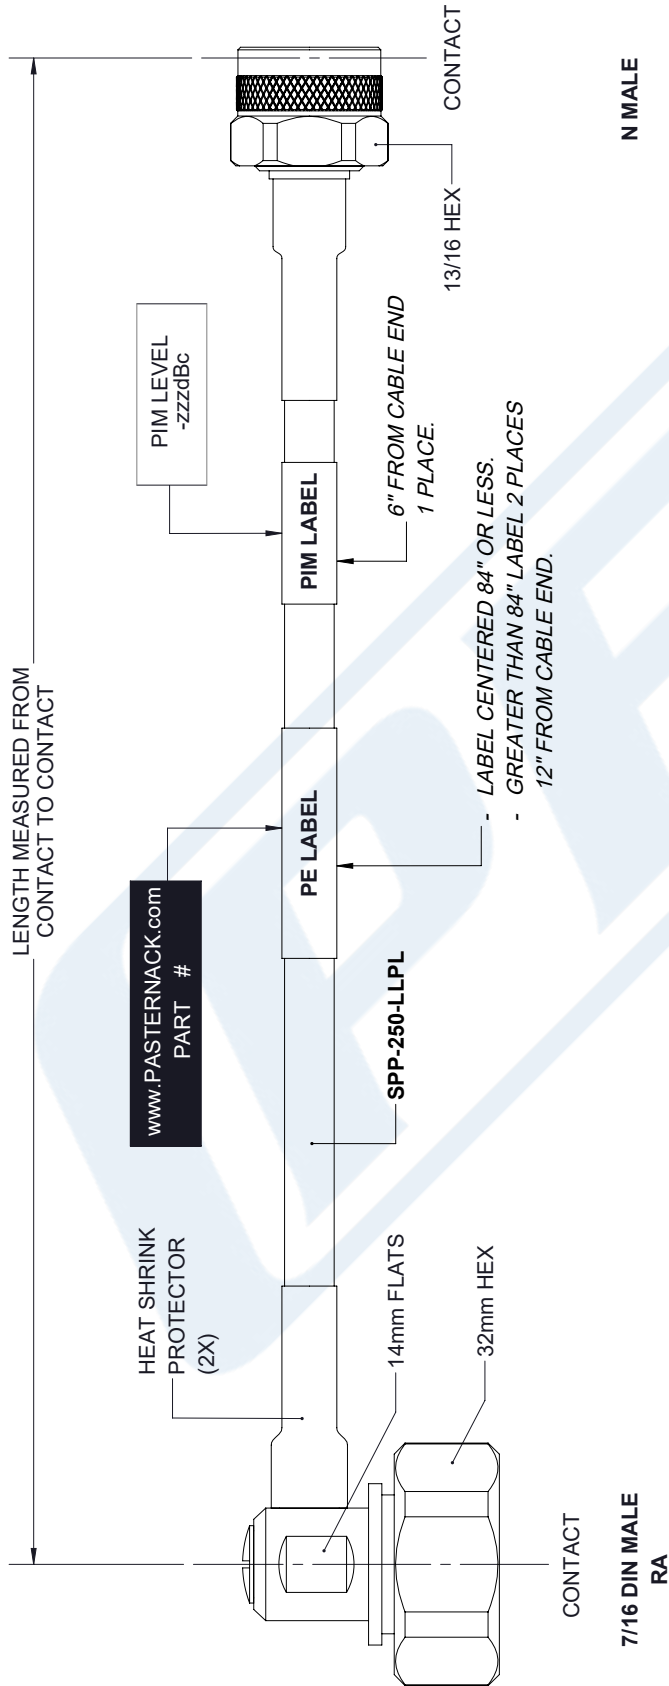 LENGTH MEASURED FROM
CONTACT TO CONTACT
www.PASTERNACK.com
PART #
PIM LEVEL
-zzzdBc
HEAT SHRINK
PROTECTOR
(2X)
PE LABEL
PIM LABEL
14mm FLATS
SPP-250-LLPL
6" FROM CABLE END
1 PLACE.
13/16 HEX
CONTACT
32mm HEX
- LABEL CENTERED 84" OR LESS.
- GREATER THAN 84" LABEL 2 PLACES
12" FROM CABLE END.
CONTACT
7/16 DIN MALE
RA
N MALE